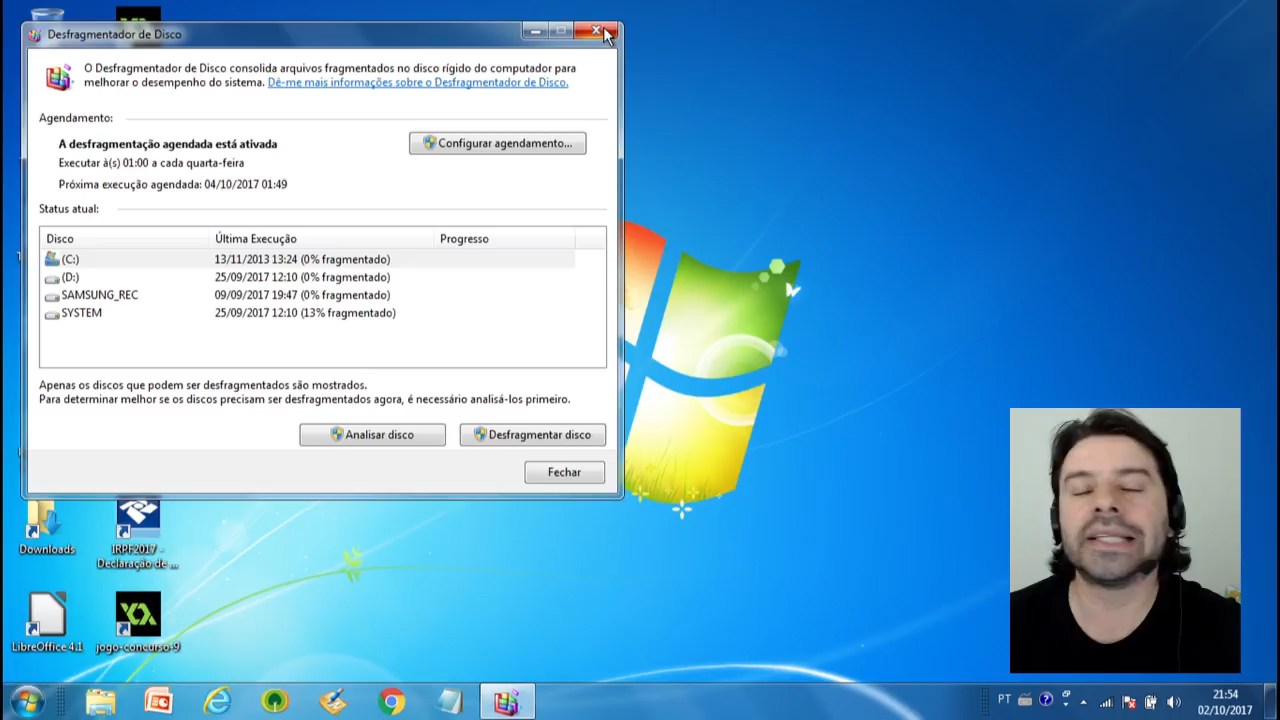 Desfragmentador de Disco
O Desfragmentador de Disco consolida arquivos fragmentados no disco rígido do computador para
melhorar o desempenho do sistema. Dê-me mais informações sobre o Desfragmentador de Disco.
Agendamento:
A desfragmentação agendada está ativada
Configurar agendamento...
Executar à(s) 01:00 a cada quarta-feira
Próxima execução agendada: 04/10/2017 01:49
Status atual:
Disco Última Execução Progresso
(C:) 13/11/2013 13:24 (0% fragmentado)
(D:) 25/09/2017 12:10 (0% fragmentado)
SAMSUNG_REC 09/09/2017 19:47 (0% fragmentado)
SYSTEM 25/09/2017 12:10 (13% fragmentado)
Apenas os discos que podem ser desfragmentados são mostrados.
Para determinar melhor se os discos precisam ser desfragmentados agora, é necessário analisá-los primeiro.
Analisar disco Desfragmentar disco
Fechar
Downloads
IRPF2017 -
Declaração de ...
LibreOffice 4.1
jogo-concurso-9
PT
21:54
02/10/2017